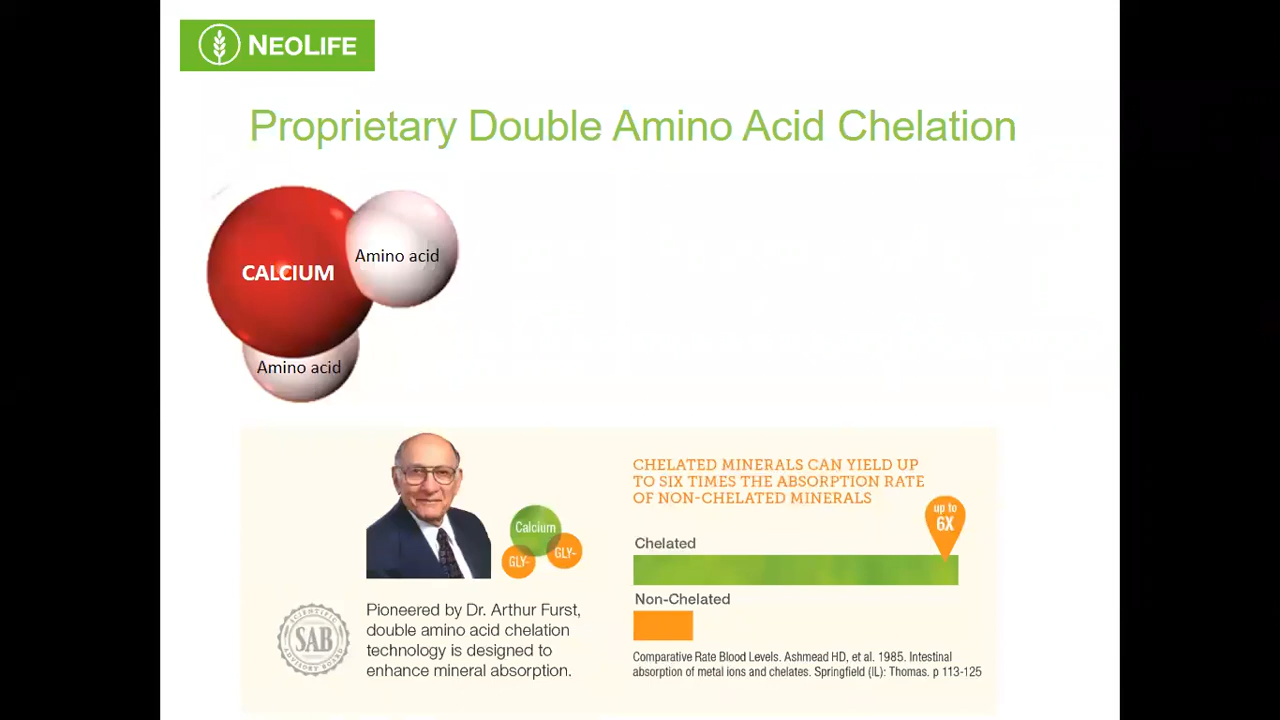 NEOLIFE
Proprietary Double Amino Acid Chelation
CALCIUM
Amino acid
Amino acid
Calcium
GLY-
GLY-
SCIENTIFIC
SAB
ADVISORY BOARD
Pioneered by Dr. Arthur Furst,
double amino acid chelation
technology is designed to
enhance mineral absorption.
CHELATED MINERALS CAN YIELD UP
TO SIX TIMES THE ABSORPTION RATE
OF NON-CHELATED MINERALS
up to
6X
Chelated
Non-Chelated
Comparative Rate Blood Levels. Ashmead HD, et al. 1985. Intestinal
absorption of metal ions and chelates. Springfield (IL): Thomas. p 113-125